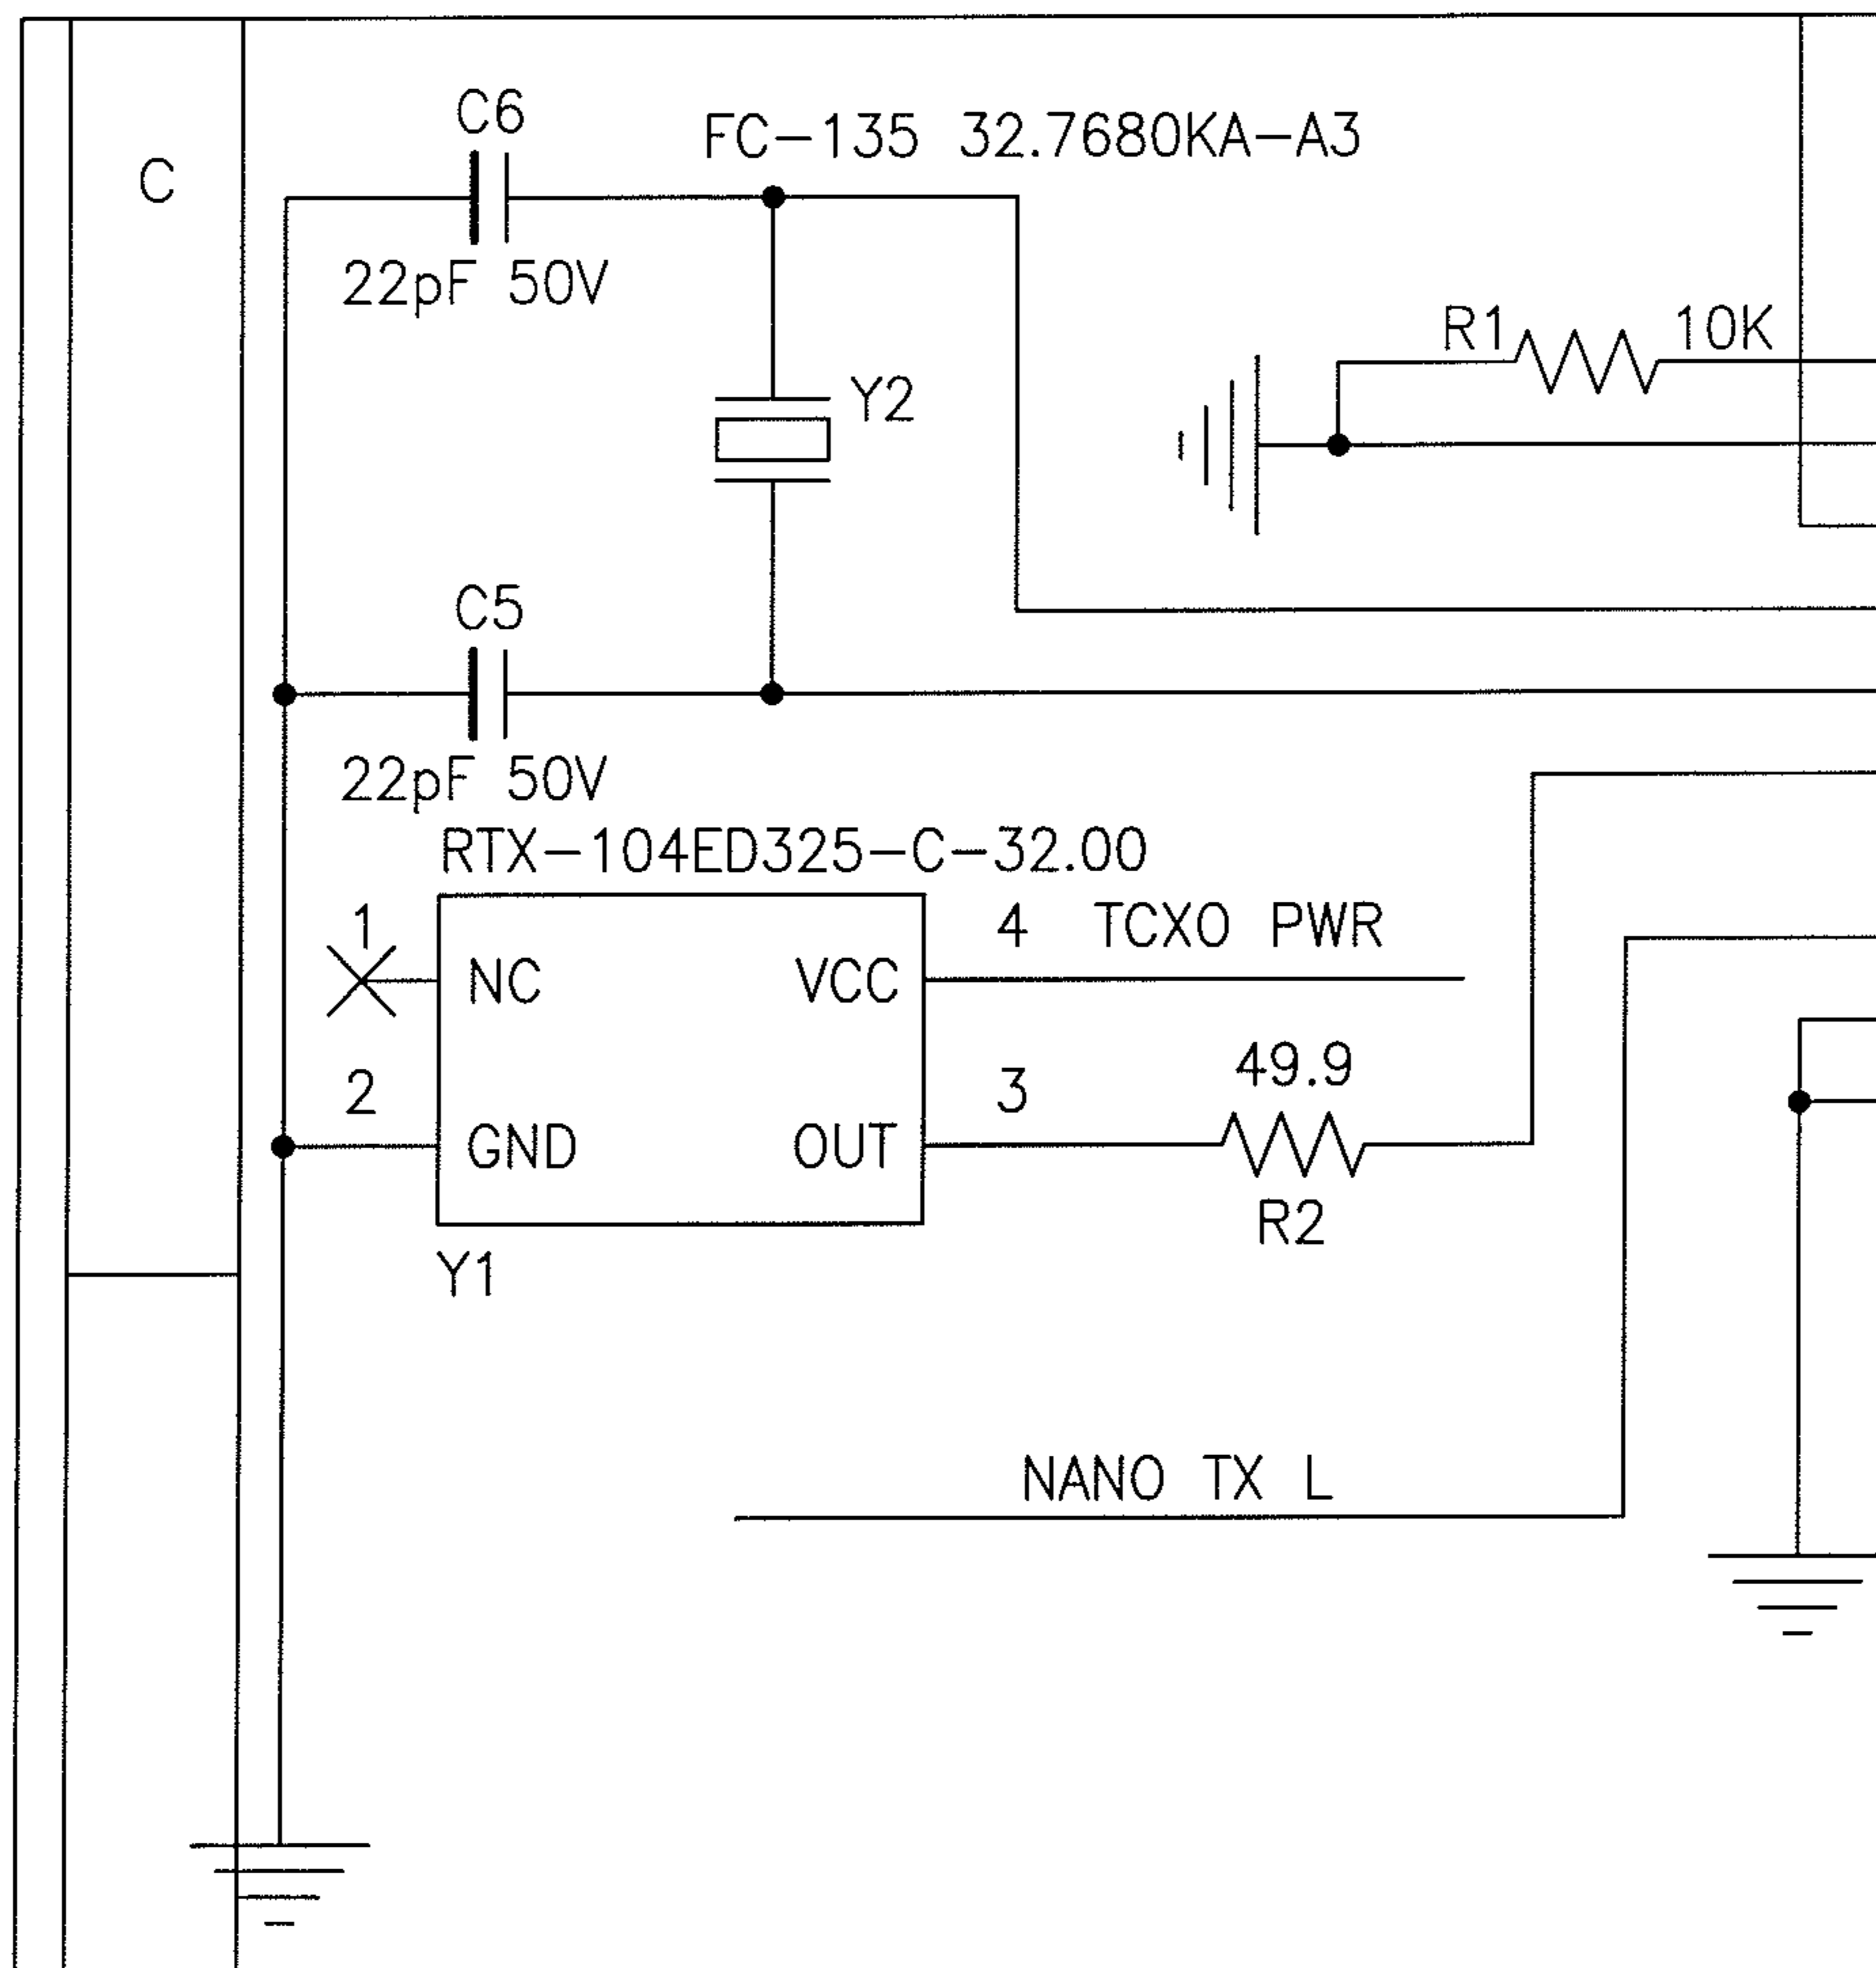 C6
FC-135 32.7680KA-A3
C
22pF 50V
R1 10K
Y2
C5
22pF 50V
RTX-104ED325-C-32.00
1
4 TCXO PWR
NC VCC
2
3
49.9
GND OUT
R2
Y1
NANO TX L